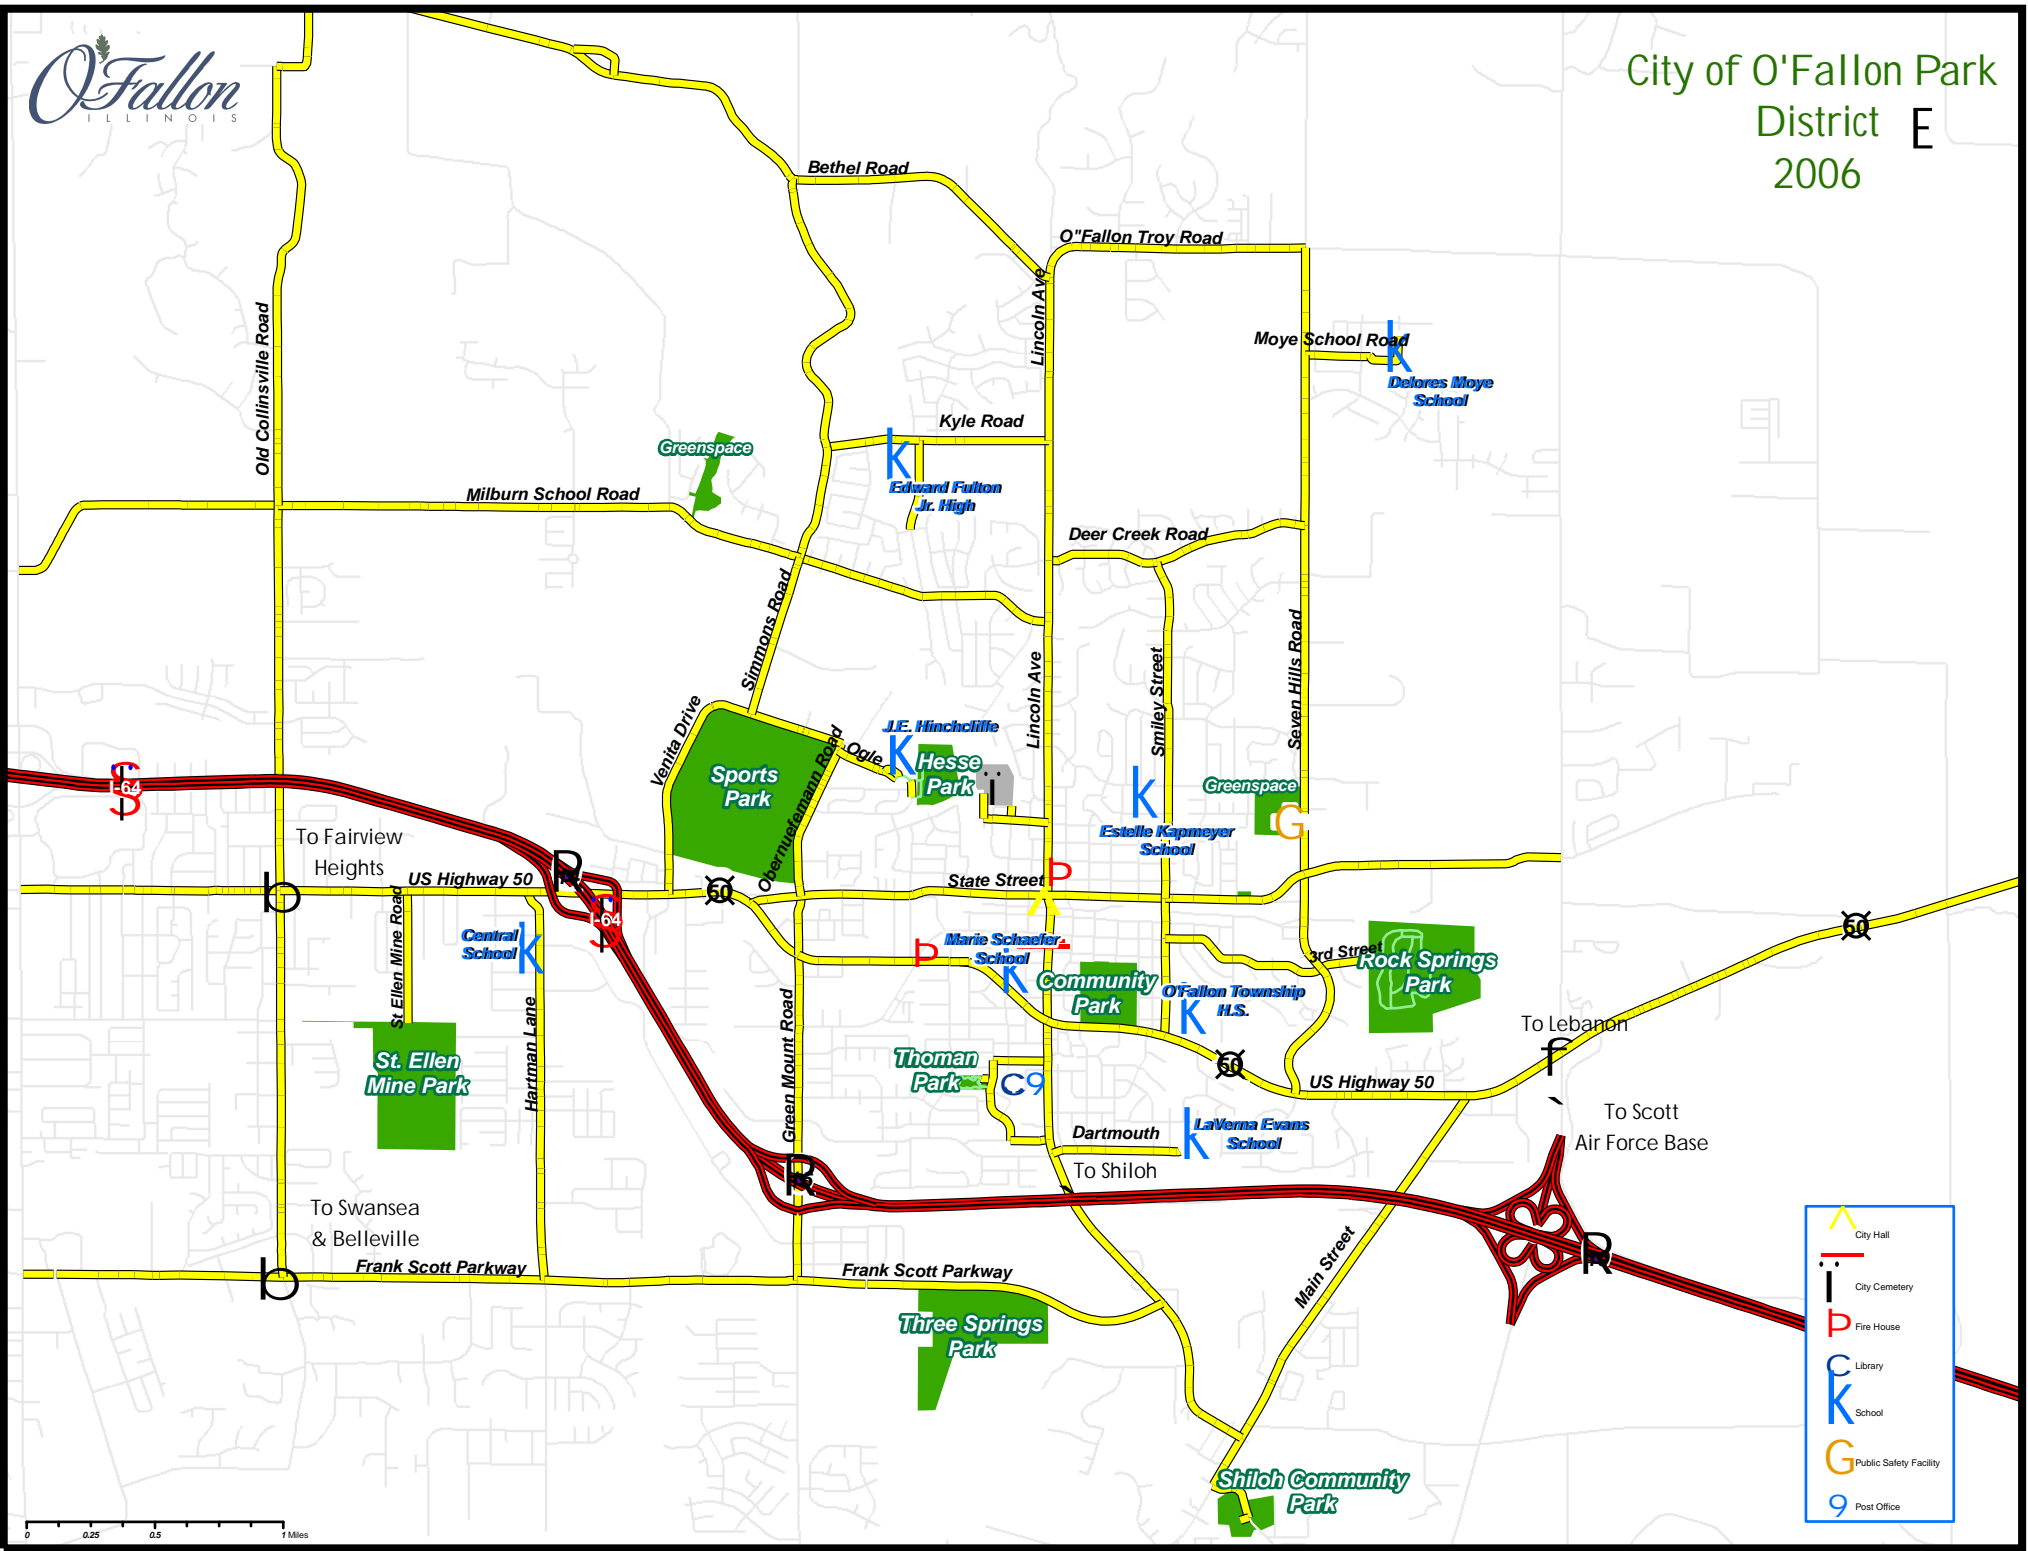 O'Fallon
ILLINOIS
City of O'Fallon Park
District E
2006
Bethel Road
O"Fallon Troy Road
Lincoln Ave
Old Collinsville Road
Moye School Road
k
Delores Moye
School
Kyle Road
Greenspace
k
Edward Fulton
Jr. High
Milburn School Road
Deer Creek Road
Simmons Road
Seven Hills Road
Smiley Street
Lincoln Ave
Venita Drive
J.E. Hinchcliffe
k
Obernuefemann Road
Ogle
Hesse
Park
Sports
Park
ï
k
Greenspace
G
Estelle Kapmeyer
School
I-64
To Fairview
Heights
R
US Highway 50
b
50
State Street
Þ
I-64
St Ellen Mine Road
Central
School
k
Þ
Marie Schaefer
School
k
50
3rd Street
Rock Springs
Park
Community
Park
O'Fallon Township
H.S.
k
To Lebanon
f
Hartman Lane
Green Mount Road
St. Ellen
Mine Park
Thoman
Park
C9
50
US Highway 50
`
To Scott
Air Force Base
Dartmouth
k
LaVerna Evans
School
R
To Shiloh
`
To Swansea
& Belleville
Main Street
R
b
Frank Scott Parkway
Frank Scott Parkway
Three Springs
Park
Shiloh Community
Park
City Hall
ï City Cemetery
Þ Fire House
C Library
k School
G Public Safety Facility
9 Post Office
0 0.25 0.5 1 Miles